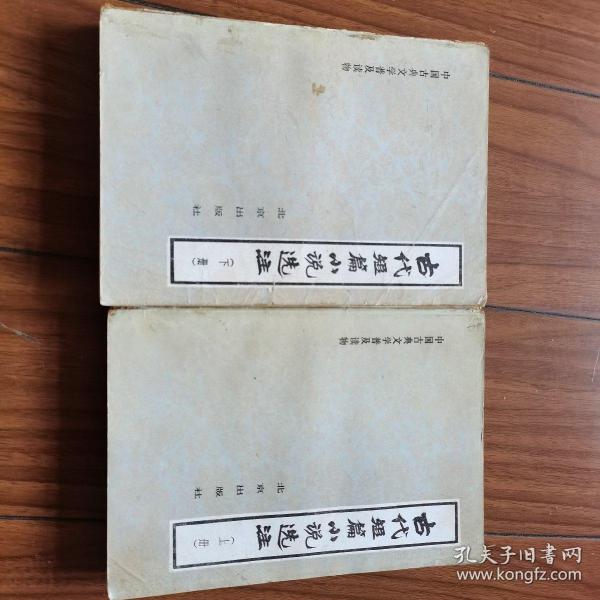 中国古典文学普及读物
古代短篇小说选注
（下册）
北京出版社
中国古典文学普及读物
古代短篇小说选注
（上册）
北京出版社
孔夫子旧书网
www.kongfz.com